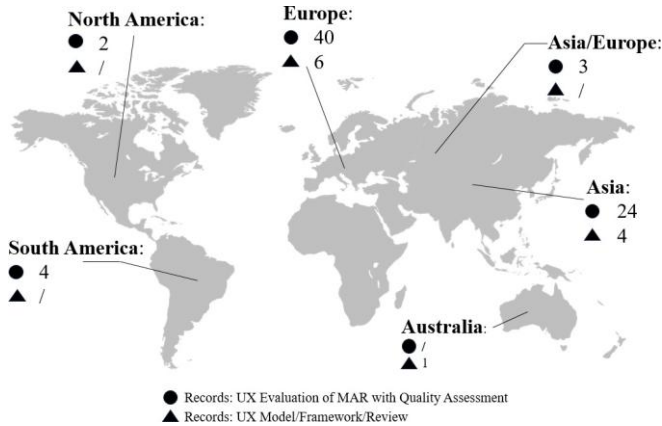 North America:
● 2
▲ /
Europe:
● 40
▲ 6
Asia/Europe:
● 3
▲ /
Asia:
● 24
▲ 4
South America:
● 4
▲ /
Australia:
● /
▲ 1
● Records: UX Evaluation of MAR with Quality Assessment
▲ Records: UX Model/Framework/Review